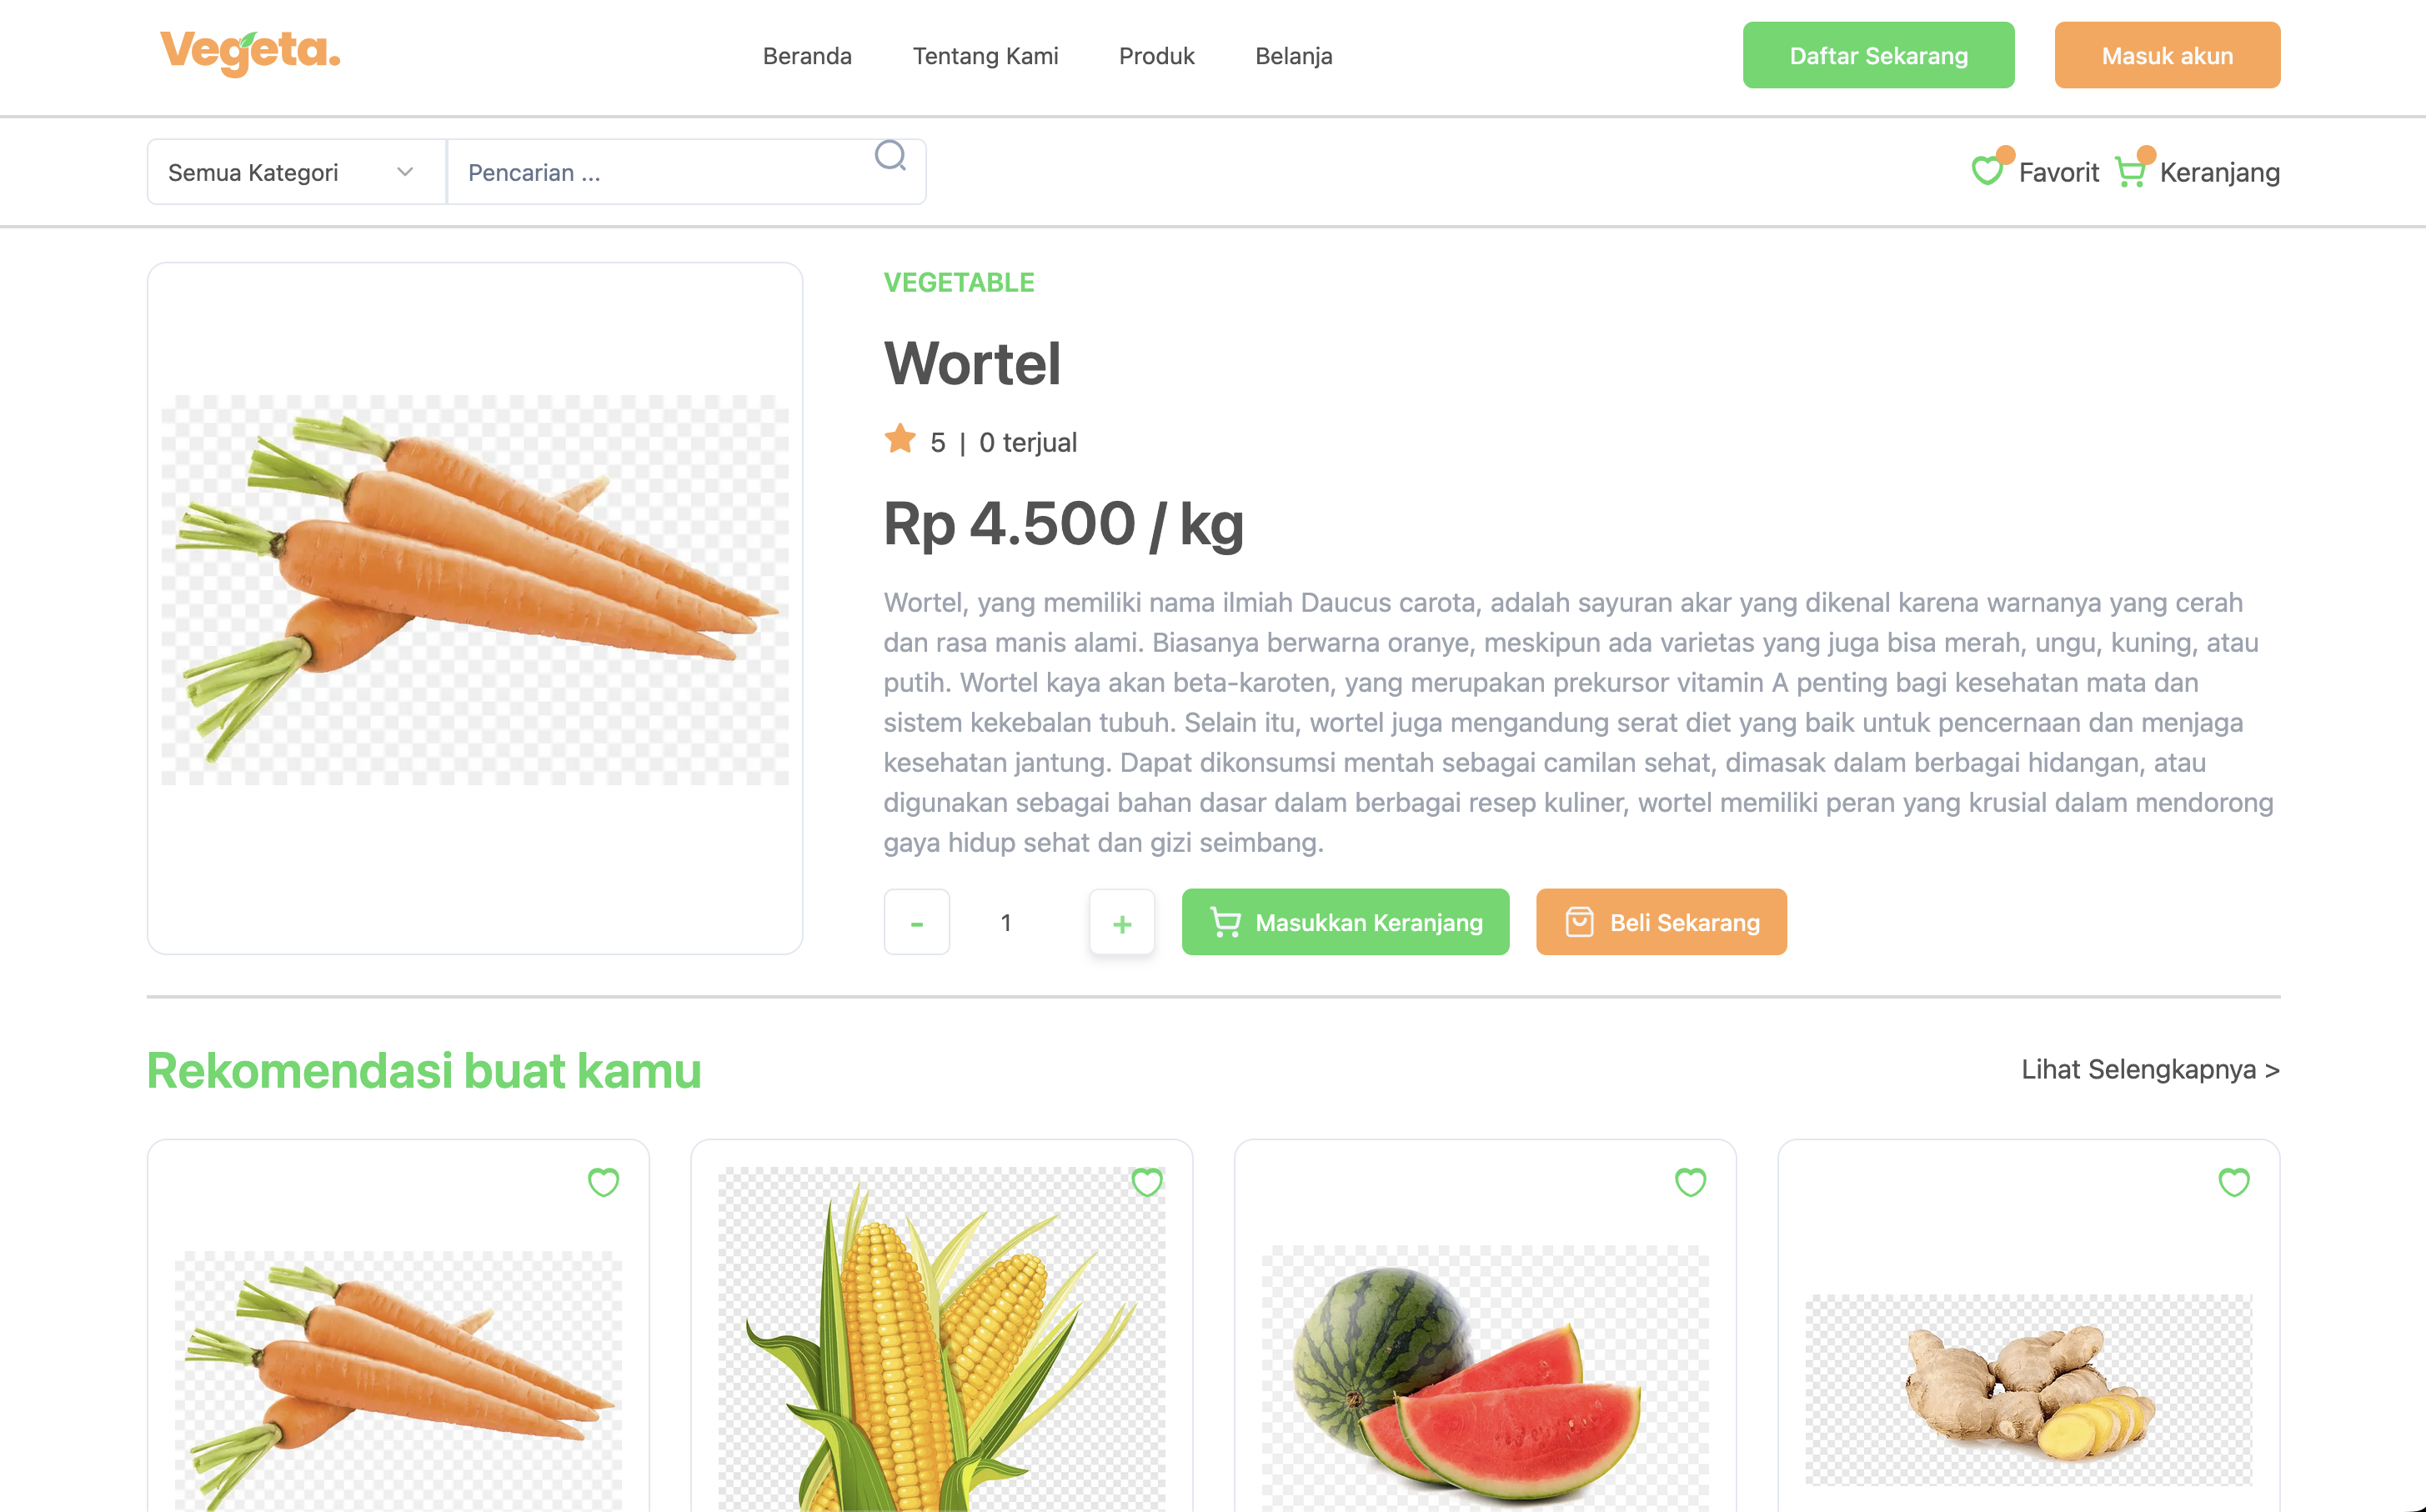 Vegeta.
Beranda
Tentang Kami
Produk
Belanja
Daftar Sekarang
Masuk akun
Semua Kategori
Pencarian ...
Favorit
Keranjang
VEGETABLE
Wortel
5 | 0 terjual
Rp 4.500 / kg
Wortel, yang memiliki nama ilmiah Daucus carota, adalah sayuran akar yang dikenal karena warnanya yang cerah
dan rasa manis alami. Biasanya berwarna oranye, meskipun ada varietas yang juga bisa merah, ungu, kuning, atau
putih. Wortel kaya akan beta-karoten, yang merupakan prekursor vitamin A penting bagi kesehatan mata dan
sistem kekebalan tubuh. Selain itu, wortel juga mengandung serat diet yang baik untuk pencernaan dan menjaga
kesehatan jantung. Dapat dikonsumsi mentah sebagai camilan sehat, dimasak dalam berbagai hidangan, atau
digunakan sebagai bahan dasar dalam berbagai resep kuliner, wortel memiliki peran yang krusial dalam mendorong
gaya hidup sehat dan gizi seimbang.
-
1
+
Masukkan Keranjang
Beli Sekarang
Rekomendasi buat kamu
Lihat Selengkapnya >